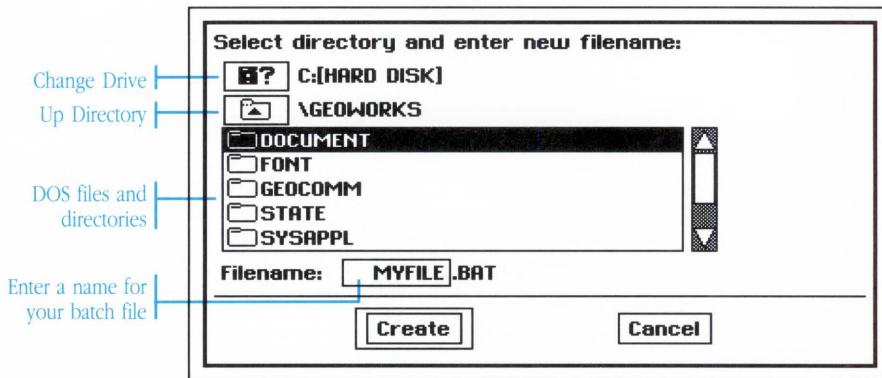 Select directory and enter new filename:
Change Drive
? C:[HARD DISK]
Up Directory
\GEOWORKS
DOCUMENT
FONT
GEOCOMM
STATE
SYSAPPL
DOS files and
directories
Filename: MYFILE .BAT
Enter a name for
your batch file
Create Cancel